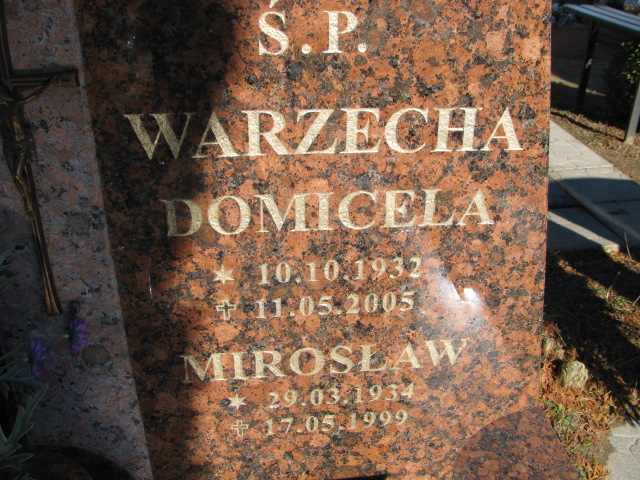 Ś.P.
WARZECHA
DOMICELA
* 10.10.1932
✝ 11.05.2005
MIROSŁAW
* 29.03.1934
✝ 17.05.1999